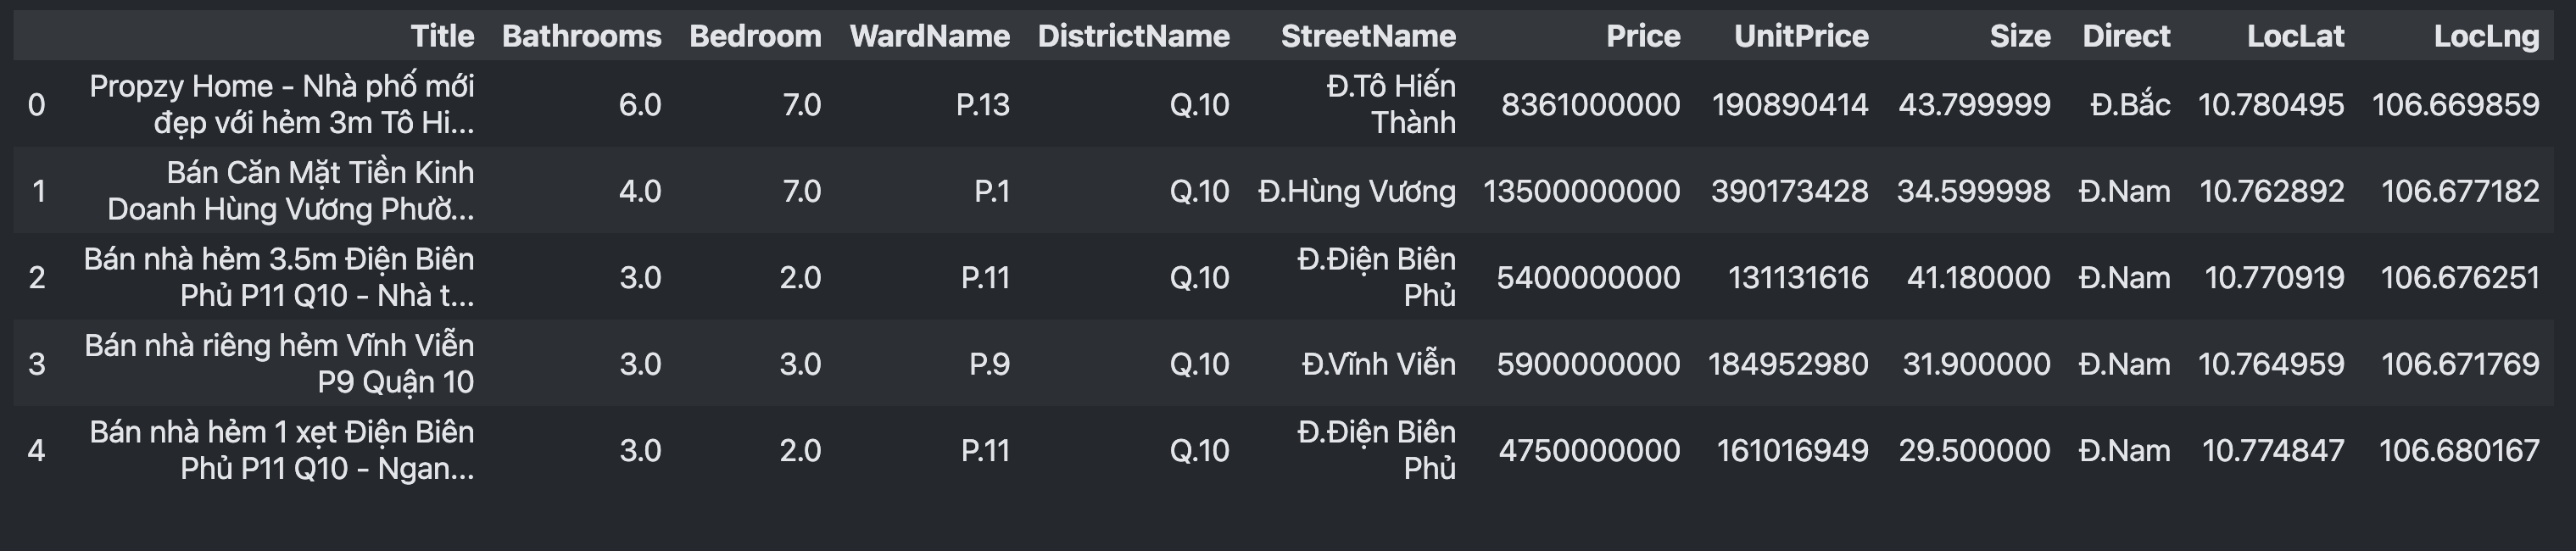 Title Bathrooms Bedroom WardName DistrictName StreetName Price UnitPrice Size Direct LocLat LocLng
0 Propzy Home - Nhà phố mới đẹp với hẻm 3m Tô Hi... 6.0 7.0 P.13 Q.10 Đ.Tô Hiến Thành 8361000000 190890414 43.799999 Đ.Bắc 10.780495 106.669859
1 Bán Căn Mặt Tiền Kinh Doanh Hùng Vương Phườ... 4.0 7.0 P.1 Q.10 Đ.Hùng Vương 13500000000 390173428 34.599998 Đ.Nam 10.762892 106.677182
2 Bán nhà hẻm 3.5m Điện Biên Phủ P11 Q10 - Nhà t... 3.0 2.0 P.11 Q.10 Đ.Điện Biên Phủ 5400000000 131131616 41.180000 Đ.Nam 10.770919 106.676251
3 Bán nhà riêng hẻm Vĩnh Viễn P9 Quận 10 3.0 3.0 P.9 Q.10 Đ.Vĩnh Viễn 5900000000 184952980 31.900000 Đ.Nam 10.764959 106.671769
4 Bán nhà hẻm 1 xẹt Điện Biên Phủ P11 Q10 - Ngan... 3.0 2.0 P.11 Q.10 Đ.Điện Biên Phủ 4750000000 161016949 29.500000 Đ.Nam 10.774847 106.680167